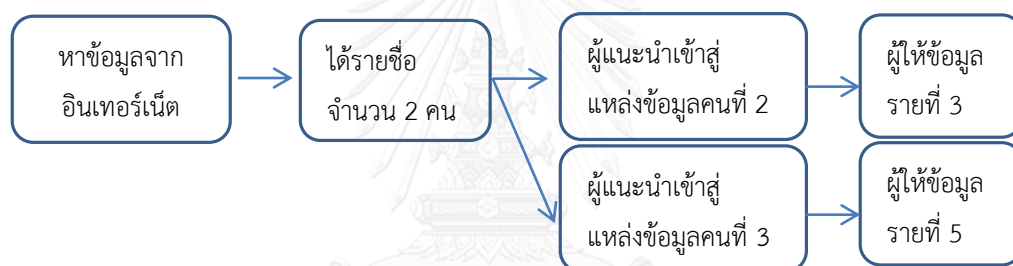 หาข้อมูลจาก
อินเทอร์เน็ต
ได้รายชื่อ
จำนวน 2 คน
ผู้แนะนำเข้าสู่
แหล่งข้อมูลคนที่ 2
ผู้ให้ข้อมูล
รายที่ 3
ผู้แนะนำเข้าสู่
แหล่งข้อมูลคนที่ 3
ผู้ให้ข้อมูล
รายที่ 5